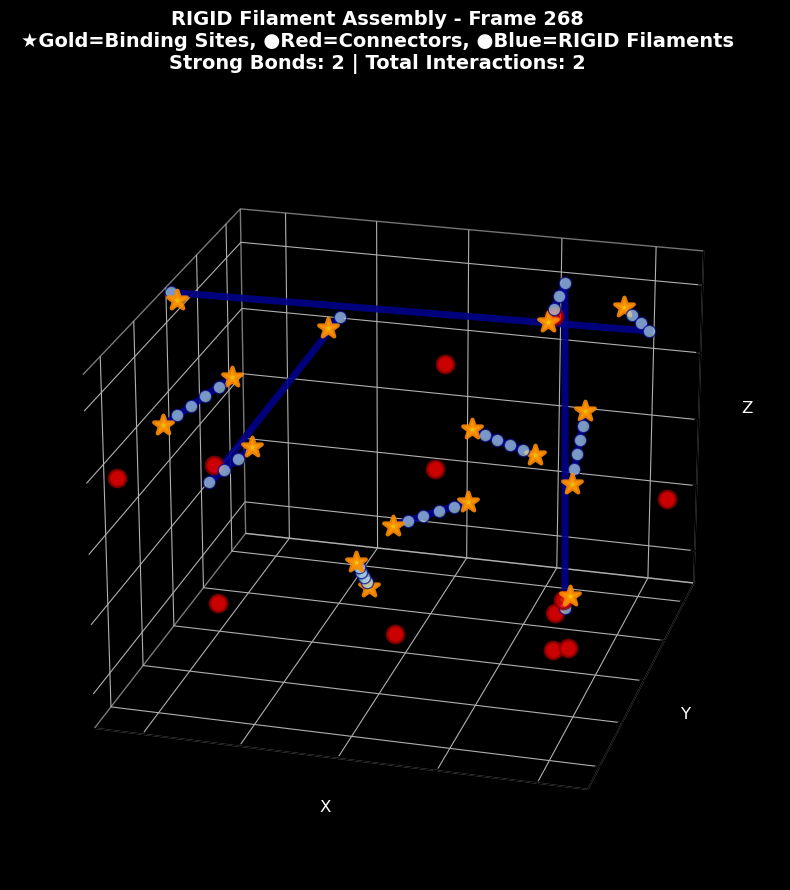 RIGID Filament Assembly - Frame 268
★Gold=Binding Sites, ●Red=Connectors, ●Blue=RIGID Filaments
Strong Bonds: 2 | Total Interactions: 2
Z
Y
X